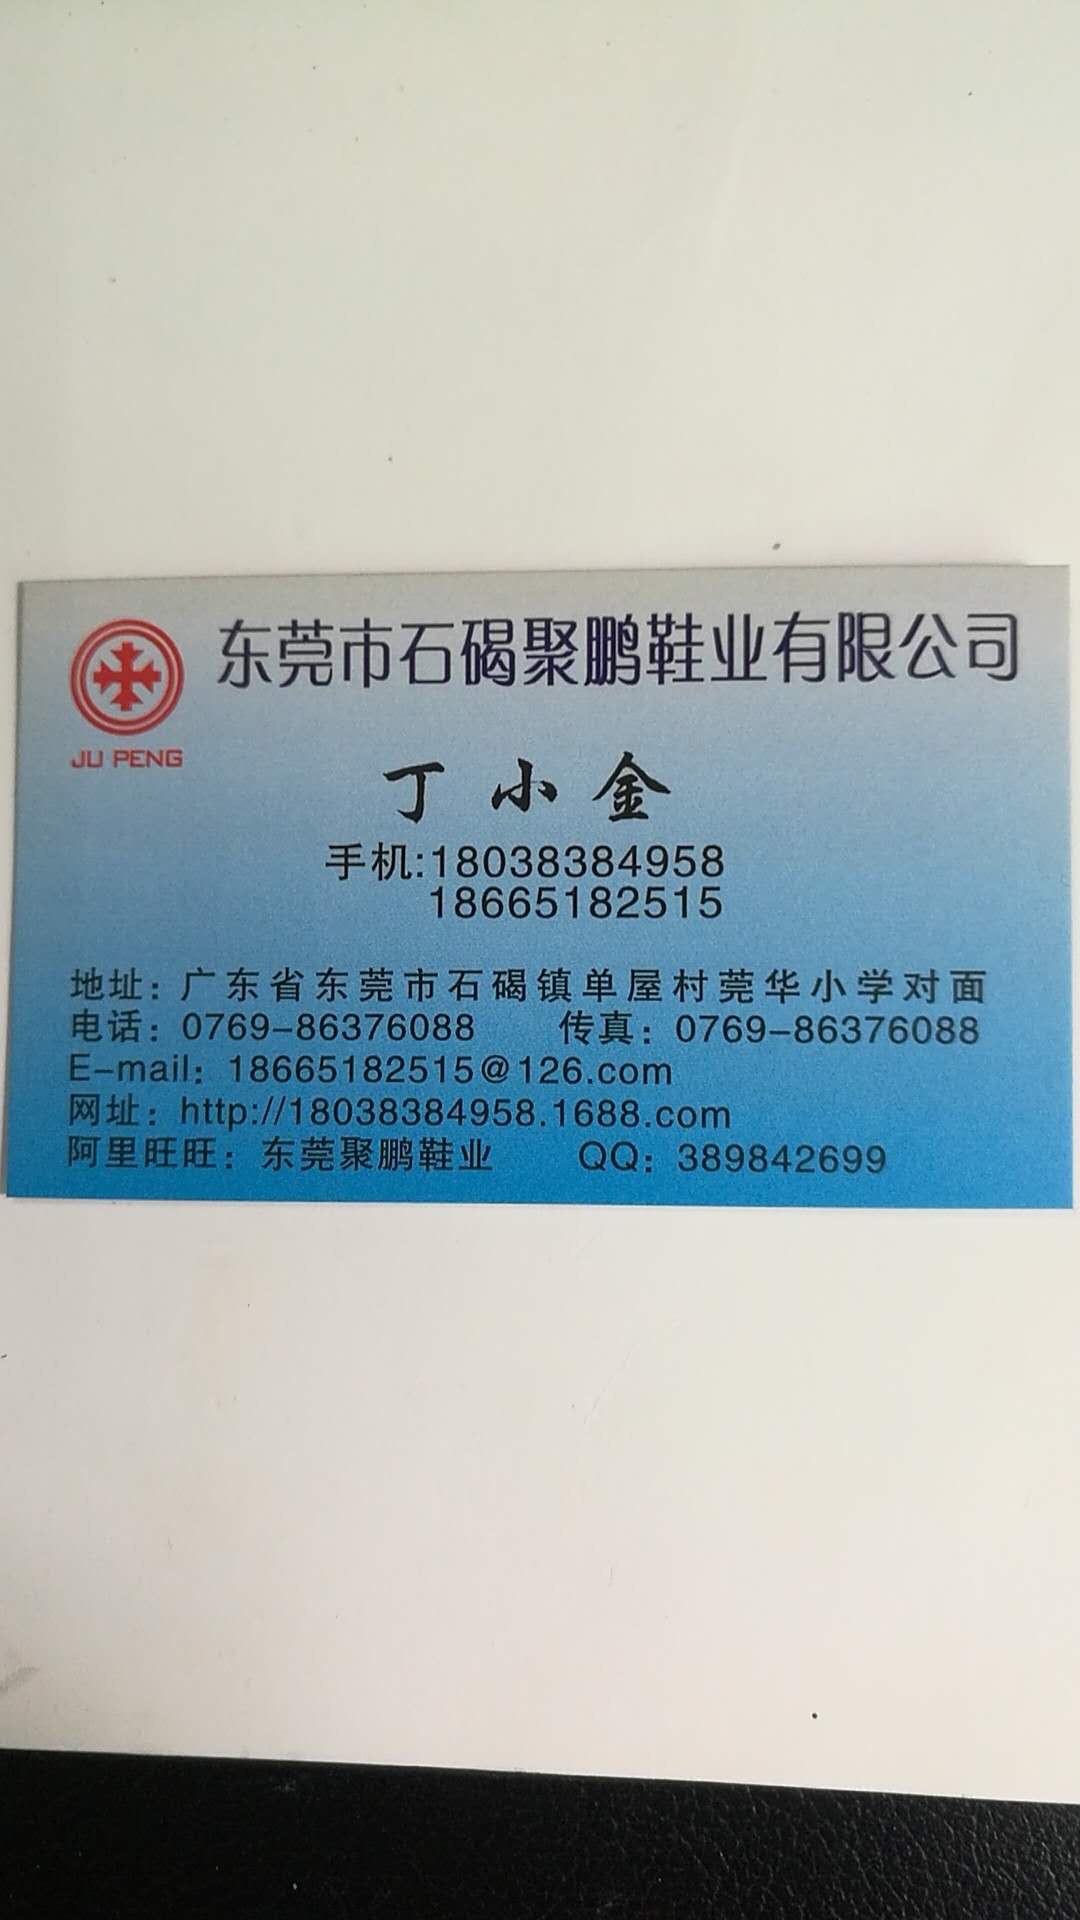 东莞市石碣聚鹏鞋业有限公司
JU PENG
丁小金
手机:18038384958
18665182515
地址：广东省东莞市石碣镇单屋村莞华小学对面
电话：0769-86376088 传真：0769-86376088
E-mail：18665182515@126.com
网址：http://18038384958.1688.com
阿里旺旺：东莞聚鹏鞋业 QQ：389842699